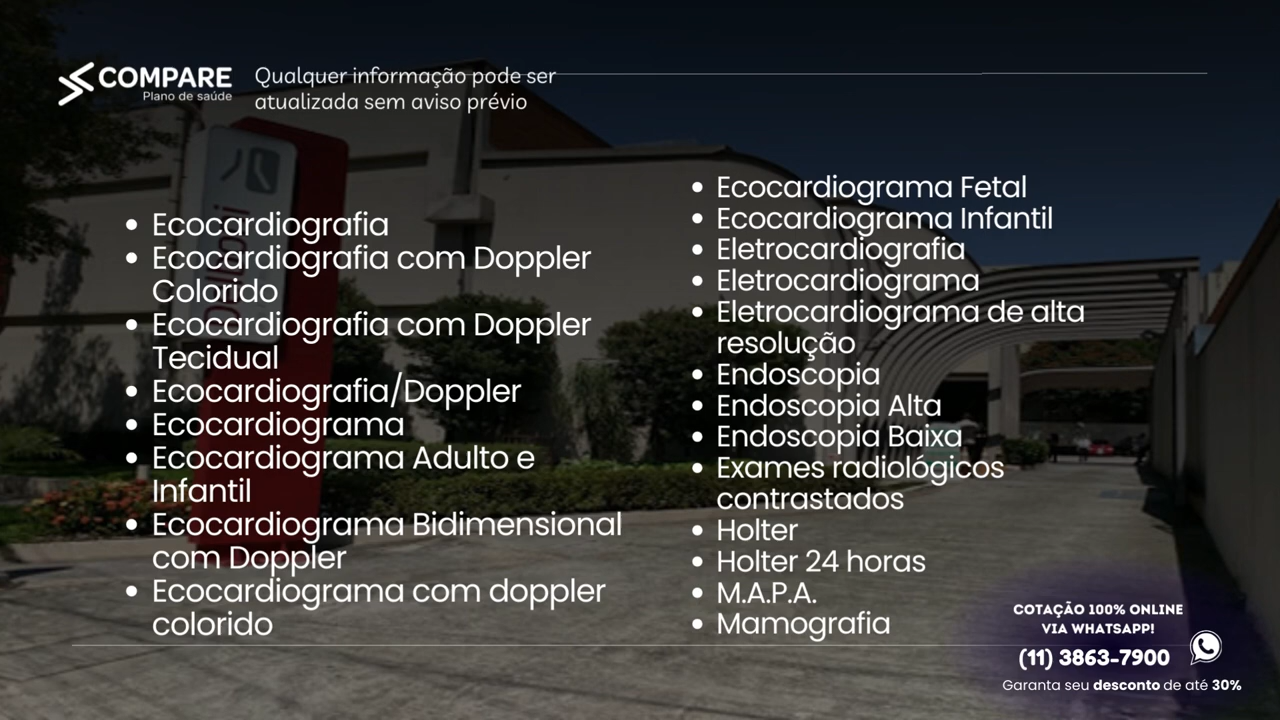 COMPARE
Plano de saúde
Qualquer informação pode ser
atualizada sem aviso prévio
• Ecocardiografia
• Ecocardiografia com Doppler
Colorido
• Ecocardiografia com Doppler
Tecidual
• Ecocardiografia/Doppler
• Ecocardiograma
• Ecocardiograma Adulto e
Infantil
• Ecocardiograma Bidimensional
com Doppler
• Ecocardiograma com doppler
colorido
• Ecocardiograma Fetal
• Ecocardiograma Infantil
• Eletrocardiografia
• Eletrocardiograma
• Eletrocardiograma de alta
resolução
• Endoscopia
• Endoscopia Alta
• Endoscopia Baixa
• Exames radiológicos
contrastados
• Holter
• Holter 24 horas
• M.A.P.A.
• Mamografia
COTAÇÃO 100% ONLINE
VIA WHATSAPP!
(11) 3863-7900
Garanta seu desconto de até 30%